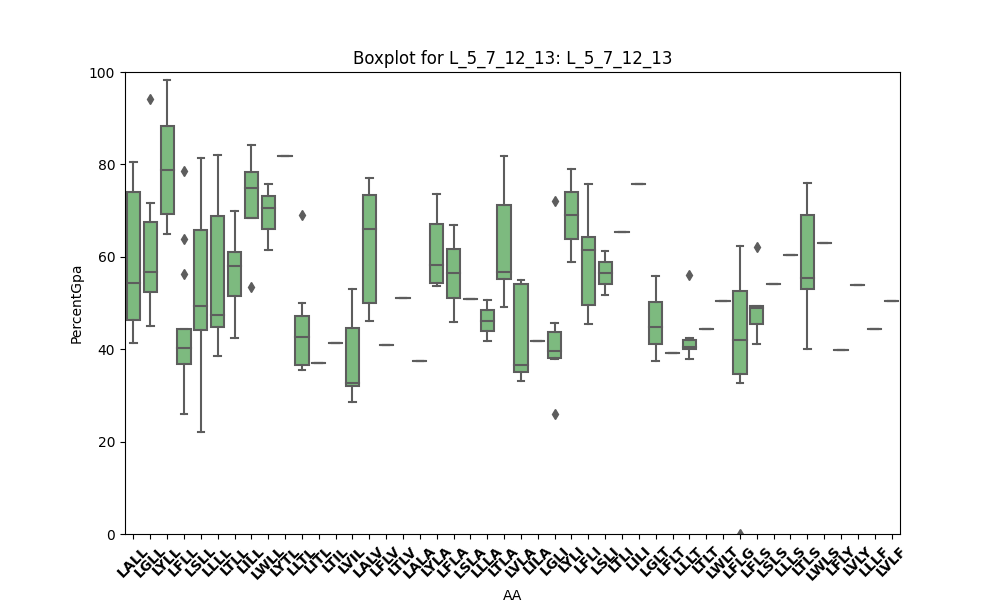 Boxplot for L_5_7_12_13: L_5_7_12_13
100
80
60
40
20
0
PercentGpa
LALL LGLL LYLL LFLL LSLL LLLL LTLL LILL LWLL LYTL LLTL LITL LTIL LVIL LALV LFLV LTLV LALA LYLA LFLA LSLA LLLA LTLA LVLA LILA LGLI LYLI LFLI LSLI LTLI LILI LGLT LFLT LLLT LTLT LWLT LFLG LFLS LSLS LLLS LTLS LWLS LFLY LVLY LLLF LVLF
AA